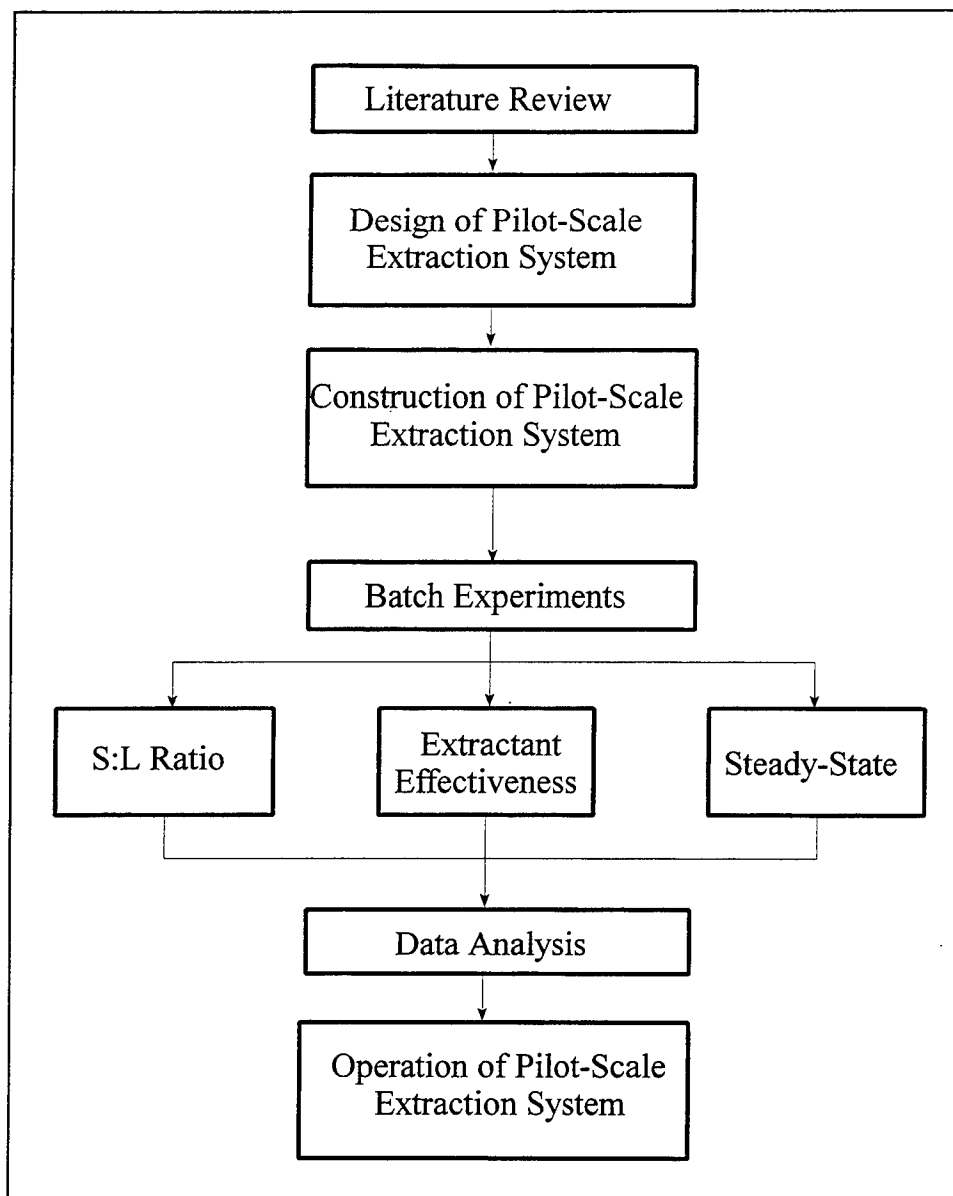 Literature Review
Design of Pilot-Scale
Extraction System
Construction of Pilot-Scale
Extraction System
Batch Experiments
S:L Ratio
Extractant
Effectiveness
Steady-State
Data Analysis
Operation of Pilot-Scale
Extraction System